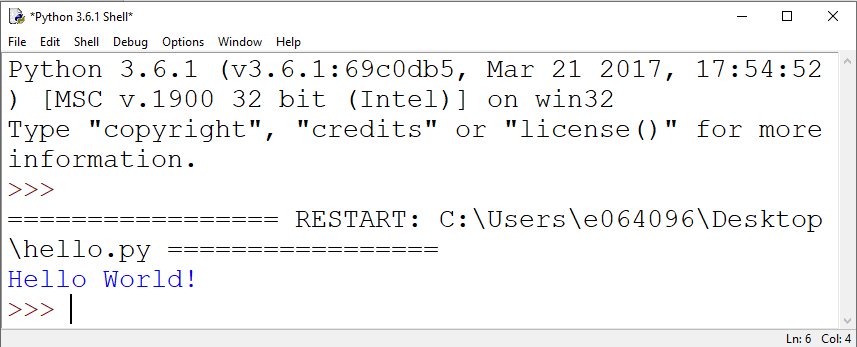 *Python 3.6.1 Shell*
File Edit Shell Debug Options Window Help
Python 3.6.1 (v3.6.1:69c0db5, Mar 21 2017, 17:54:52
) [MSC v.1900 32 bit (Intel)] on win32
Type "copyright", "credits" or "license()" for more
information.
>>>
================= RESTART: C:\Users\e064096\Desktop
\hello.py =================
Hello World!
>>>
Ln: 6 Col: 4